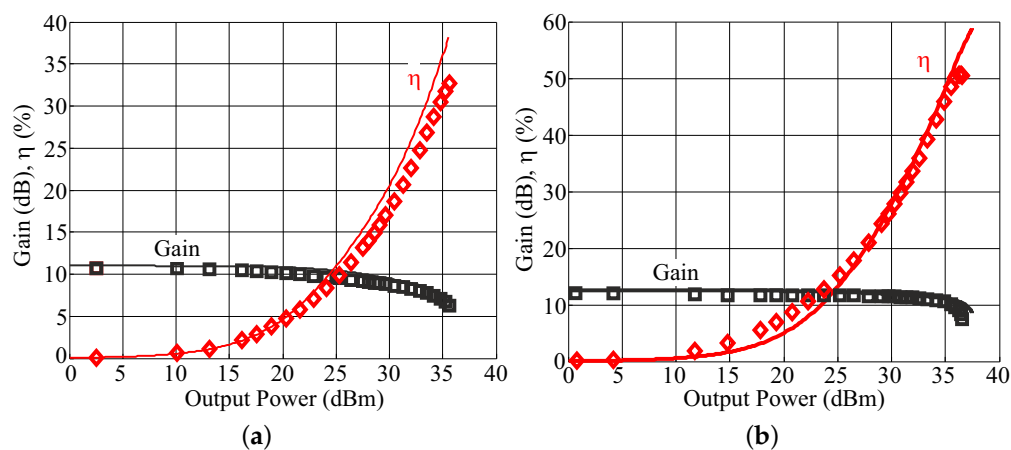 40
35
30
25
20
15
10
5
0
Gain (dB), η (%)
η
Gain
0 5 10 15 20 25 30 35 40
Output Power (dBm)
(a)
60
50
40
30
20
10
0
Gain (dB), η (%)
η
Gain
0 5 10 15 20 25 30 35 40
Output Power (dBm)
(b)